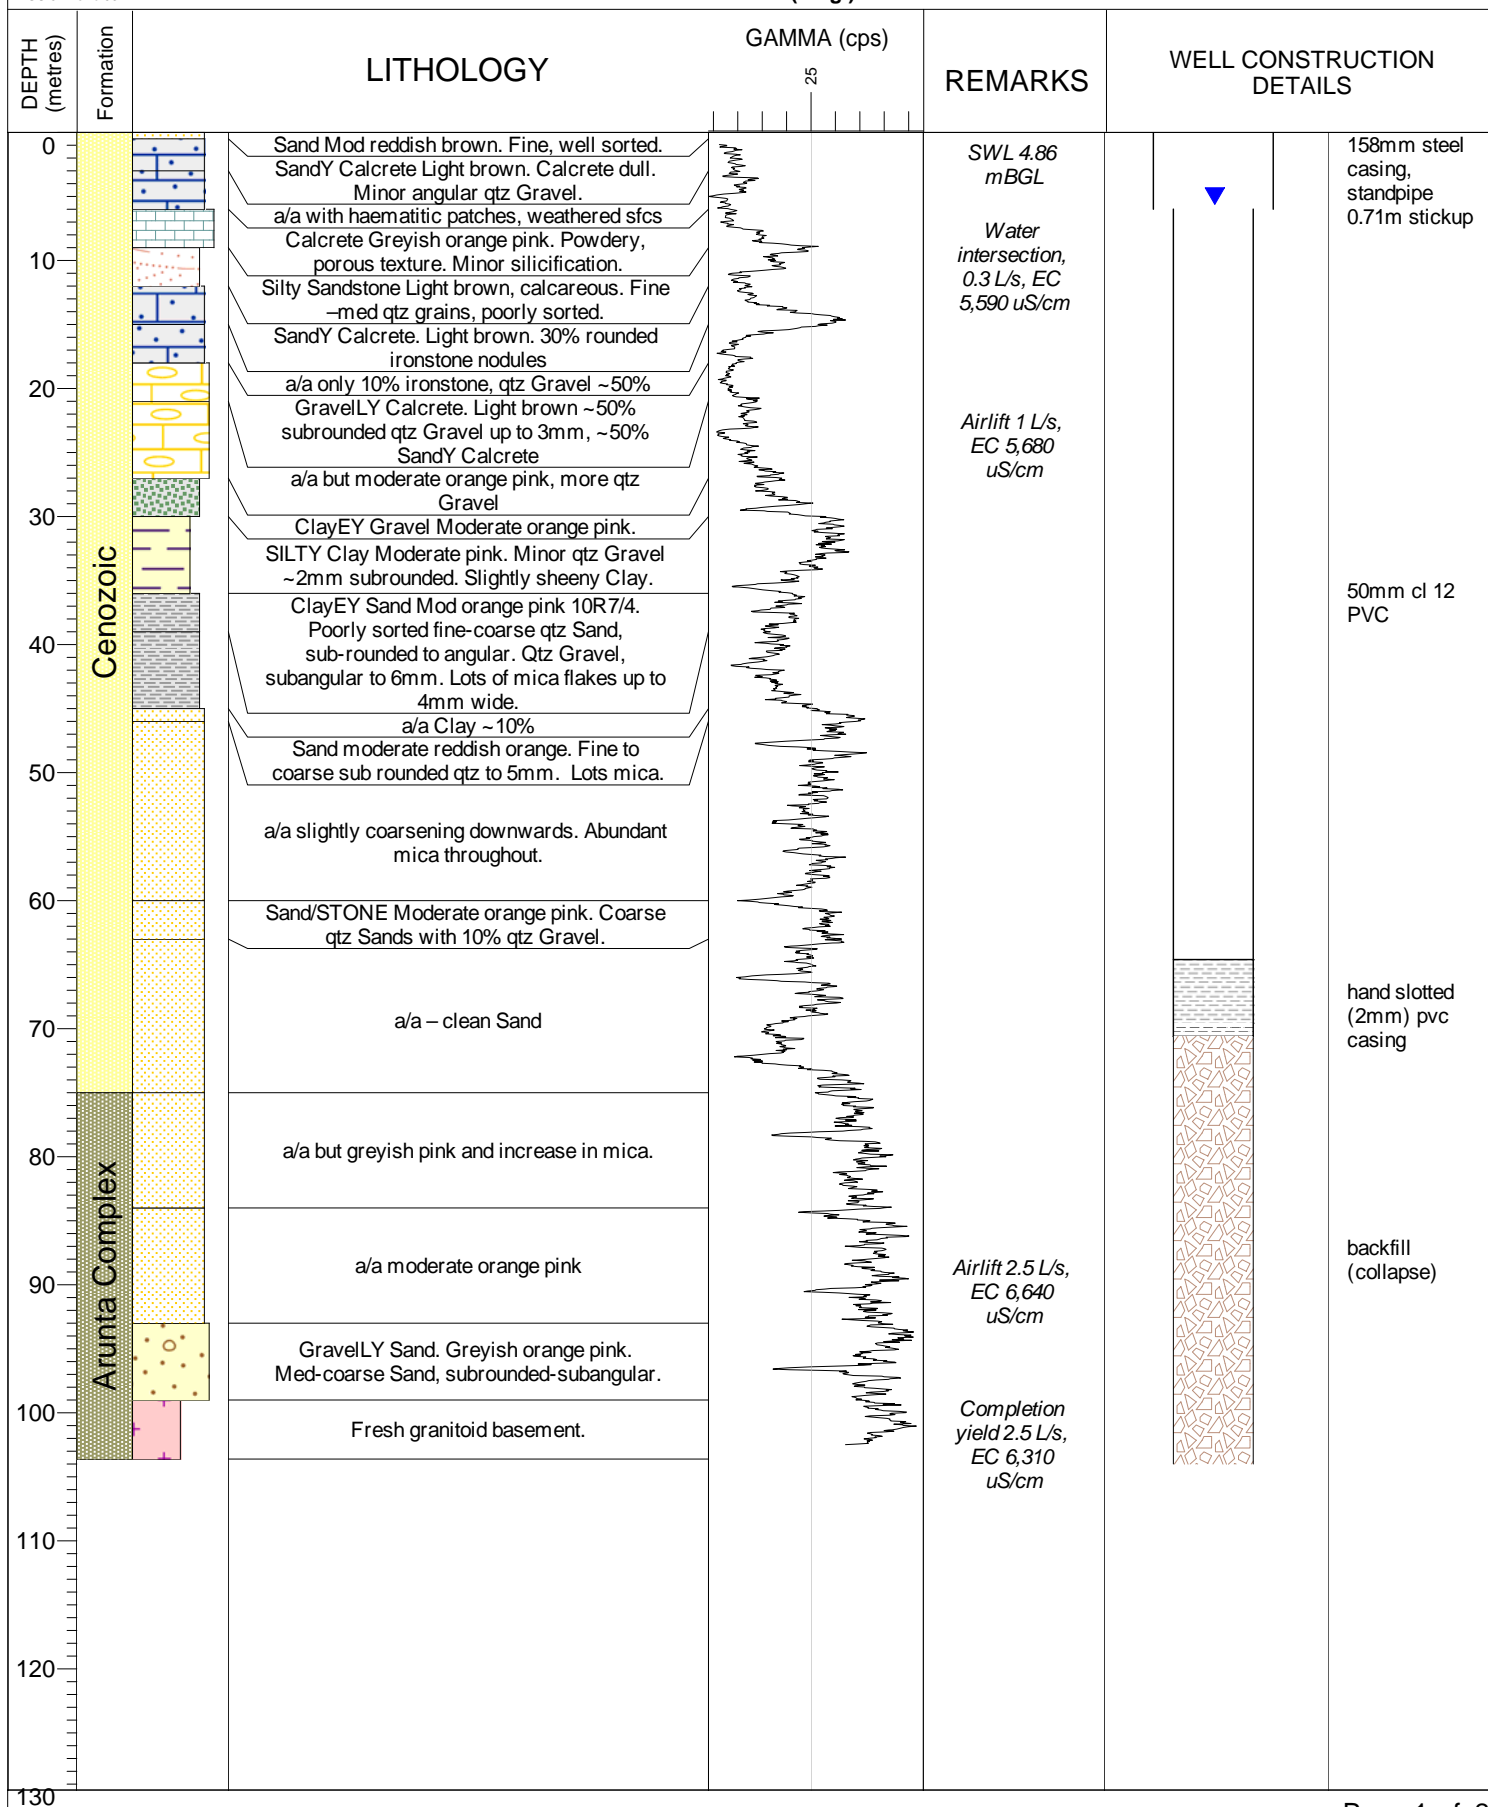 DEPTH
(metres)
Formation
LITHOLOGY
GAMMA (cps)
25
REMARKS
WELL CONSTRUCTION
DETAILS
0
10
20
30
40
50
60
70
80
90
100
110
120
130
Cenozoic
Arunta Complex
Sand Mod reddish brown. Fine, well sorted.
SandY Calcrete Light brown. Calcrete dull.
Minor angular qtz Gravel.
a/a with haematitic patches, weathered sfcs
Calcrete Greyish orange pink. Powdery,
porous texture. Minor silicification.
Silty Sandstone Light brown, calcareous. Fine
–med qtz grains, poorly sorted.
SandY Calcrete. Light brown. 30% rounded
ironstone nodules
a/a only 10% ironstone, qtz Gravel ~50%
GravelLY Calcrete. Light brown ~50%
subrounded qtz Gravel up to 3mm, ~50%
SandY Calcrete
a/a but moderate orange pink, more qtz
Gravel
ClayEY Gravel Moderate orange pink.
SILTY Clay Moderate pink. Minor qtz Gravel
~2mm subrounded. Slightly sheeny Clay.
ClayEY Sand Mod orange pink 10R7/4.
Poorly sorted fine-coarse qtz Sand,
sub-rounded to angular. Qtz Gravel,
subangular to 6mm. Lots of mica flakes up to
4mm wide.
a/a Clay ~10%
Sand moderate reddish orange. Fine to
coarse sub rounded qtz to 5mm. Lots mica.
a/a slightly coarsening downwards. Abundant
mica throughout.
Sand/STONE Moderate orange pink. Coarse
qtz Sands with 10% qtz Gravel.
a/a – clean Sand
a/a but greyish pink and increase in mica.
a/a moderate orange pink
GravelLY Sand. Greyish orange pink.
Med-coarse Sand, subrounded-subangular.
Fresh granitoid basement.
SWL 4.86
mBGL
Water
intersection,
0.3 L/s, EC
5,590 uS/cm
Airlift 1 L/s,
EC 5,680
uS/cm
Airlift 2.5 L/s,
EC 6,640
uS/cm
Completion
yield 2.5 L/s,
EC 6,310
uS/cm
158mm steel
casing,
standpipe
0.71m stickup
50mm cl 12
PVC
hand slotted
(2mm) pvc
casing
backfill
(collapse)